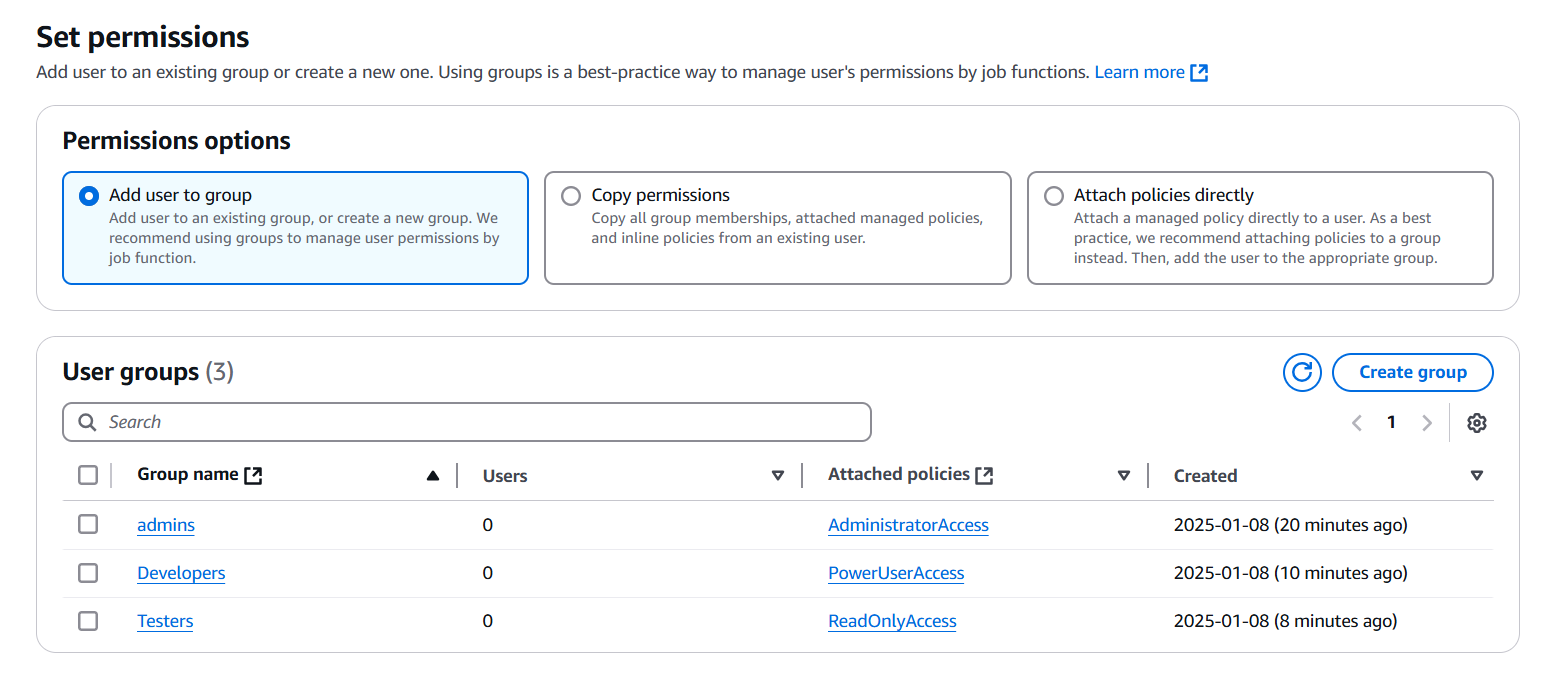 Set permissions
Add user to an existing group or create a new one. Using groups is a best-practice way to manage user's permissions by job functions. Learn more
Permissions options
Add user to group
Add user to an existing group, or create a new group. We
recommend using groups to manage user permissions by
job function.
Copy permissions
Copy all group memberships, attached managed policies,
and inline policies from an existing user.
Attach policies directly
Attach a managed policy directly to a user. As a best
practice, we recommend attaching policies to a group
instead. Then, add the user to the appropriate group.
User groups (3)
Create group
Search
1
Group name Users Attached policies Created
admins 0 AdministratorAccess 2025-01-08 (20 minutes ago)
Developers 0 PowerUserAccess 2025-01-08 (10 minutes ago)
Testers 0 ReadOnlyAccess 2025-01-08 (8 minutes ago)